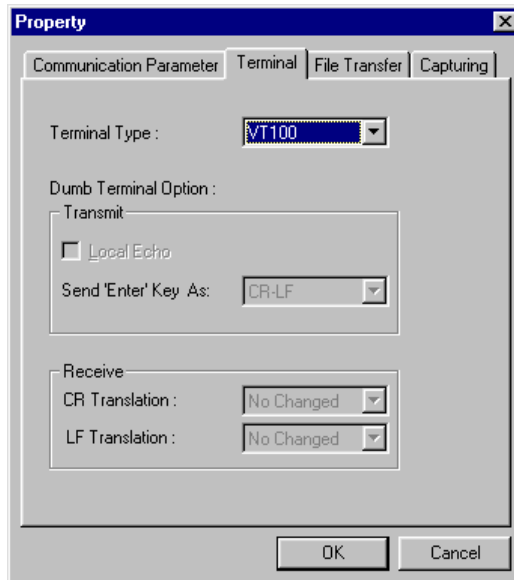 Property
Communication Parameter Terminal File Transfer Capturing
Terminal Type : VT100
Dumb Terminal Option :
Transmit
Local Echo
Send 'Enter' Key As: CR-LF
Receive
CR Translation : No Changed
LF Translation : No Changed
OK Cancel